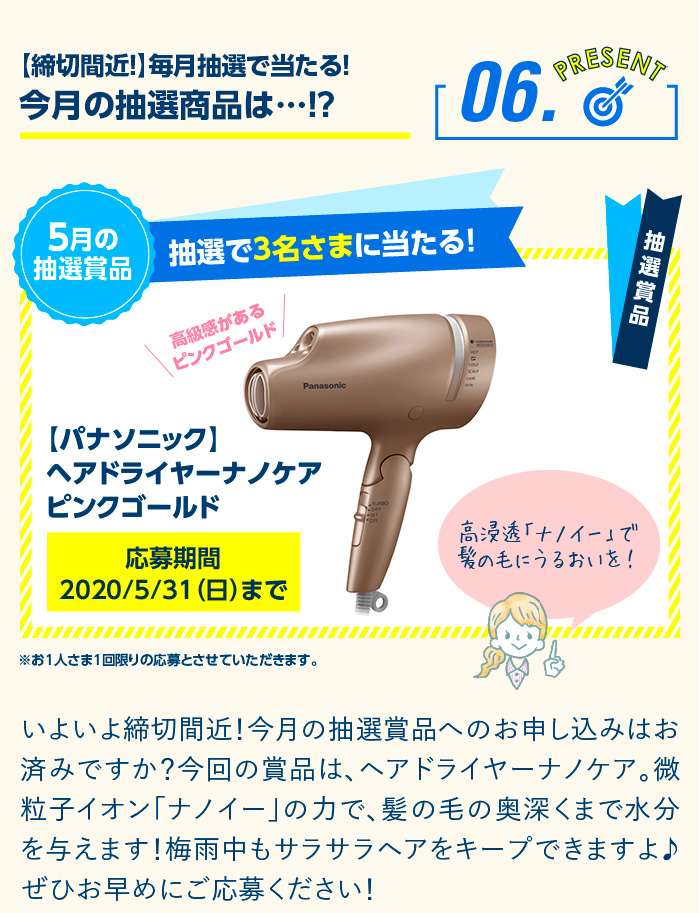 【締切間近!】毎月抽選で当たる!
今月の抽選商品は…!?
06.
PRESENT
5月の
抽選賞品
抽選で3名さまに当たる!
抽選賞品
高級感がある
ピンクゴールド
Panasonic
HOT
COLD
SCALP
CARE
SKIN
TURBO
DRY
SET
OFF
【パナソニック】
ヘアドライヤーナノケア
ピンクゴールド
応募期間
2020/5/31(日)まで
高浸透「ナノイー」で
髪の毛にうるおいを!
※お1人さま1回限りの応募とさせていただきます。
いよいよ締切間近!今月の抽選賞品へのお申し込みはお
済みですか?今回の賞品は、ヘアドライヤーナノケア。微
粒子イオン「ナノイー」の力で、髪の毛の奥深くまで水分
を与えます!梅雨中もサラサラヘアをキープできますよ♪
ぜひお早めにご応募ください!